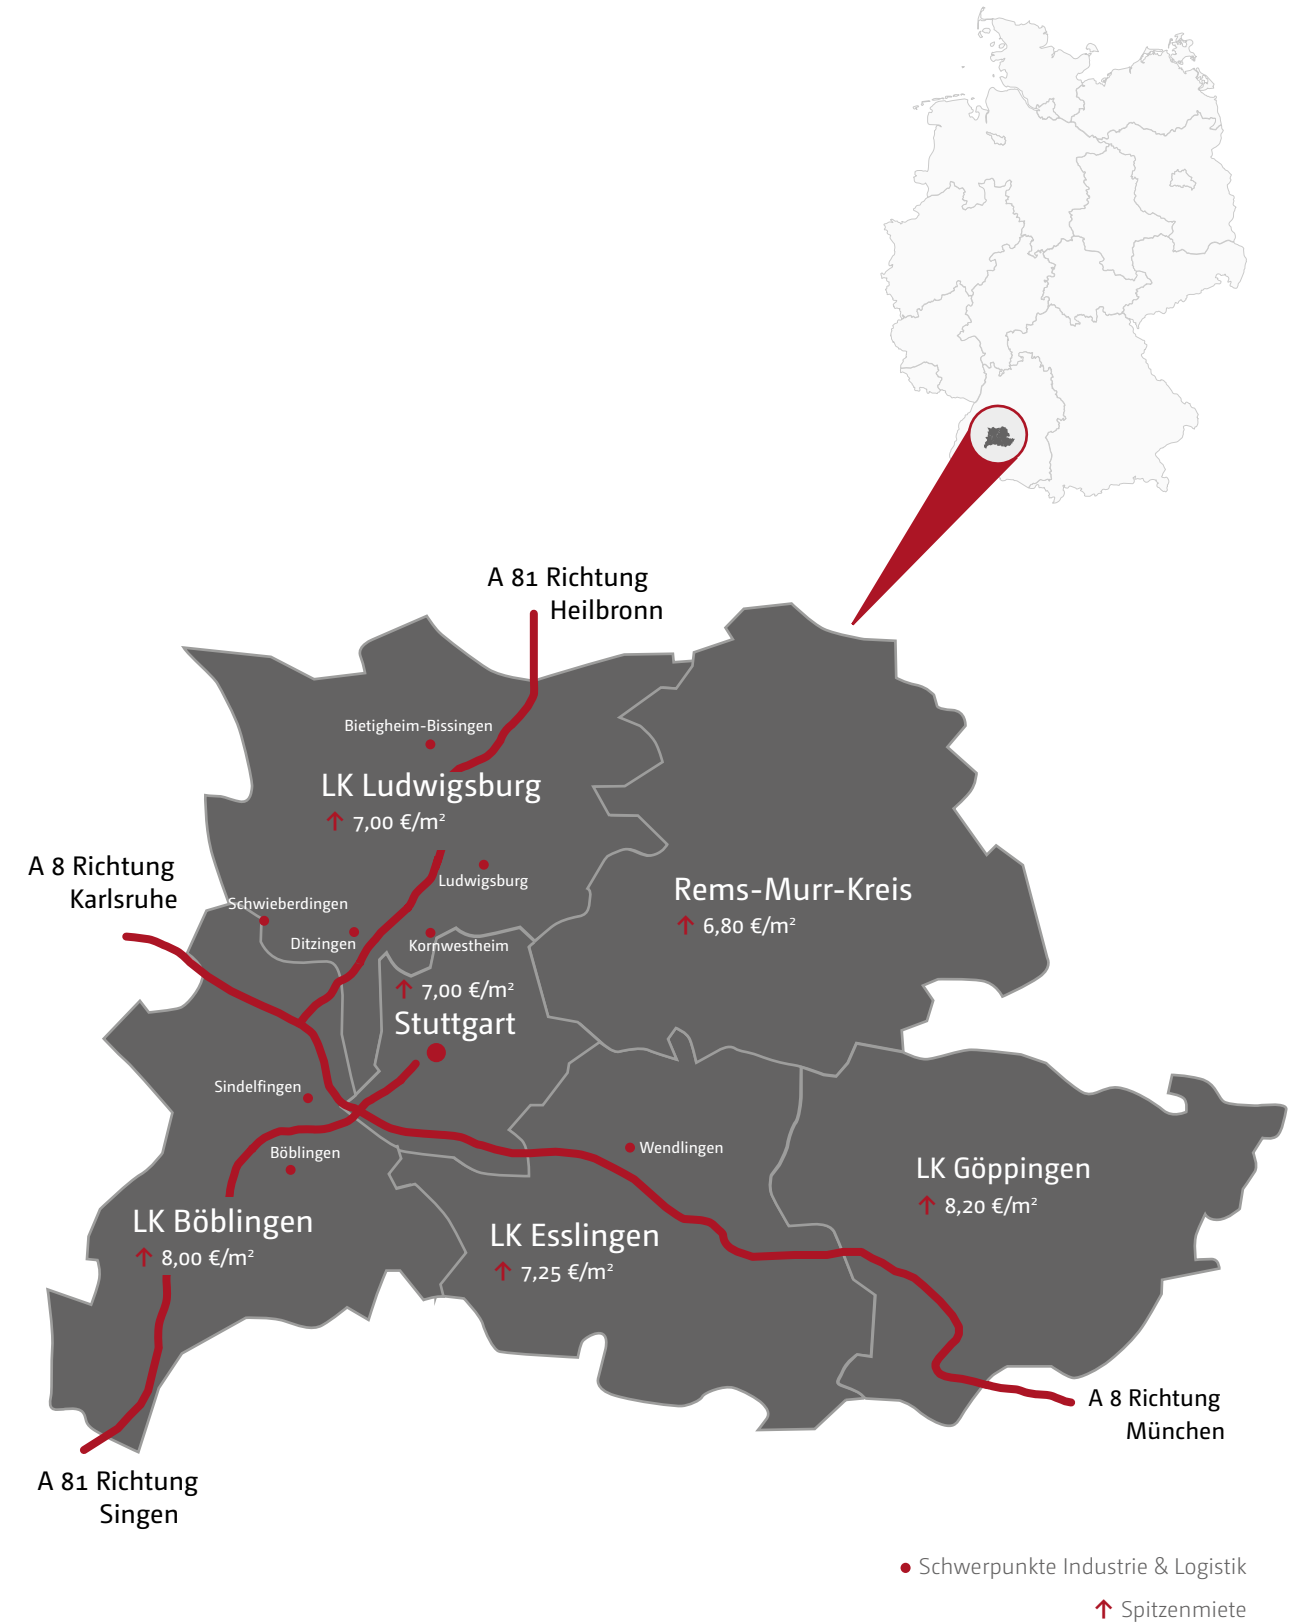 A 81 Richtung
Heilbronn
Bietigheim-Bissingen
LK Ludwigsburg
↑ 7,00 €/m²
A 8 Richtung
Karlsruhe
Ludwigsburg
Schwieberdingen
Ditzingen
Kornwestheim
Rems-Murr-Kreis
↑ 6,80 €/m²
↑ 7,00 €/m²
Stuttgart
Sindelfingen
Böblingen
Wendlingen
LK Göppingen
↑ 8,20 €/m²
LK Böblingen
↑ 8,00 €/m²
LK Esslingen
↑ 7,25 €/m²
A 8 Richtung
München
A 81 Richtung
Singen
● Schwerpunkte Industrie & Logistik
↑ Spitzenmiete